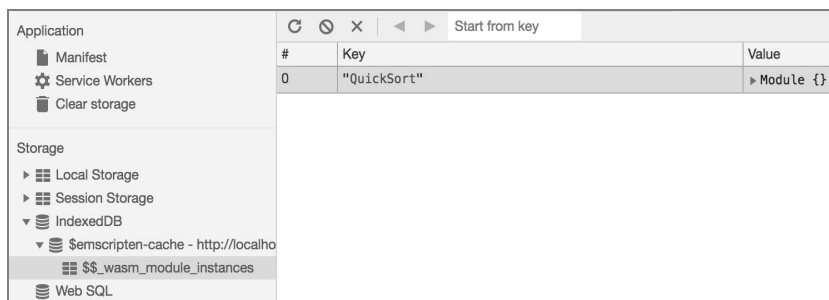 Application
Manifest
Service Workers
Clear storage
Storage
Local Storage
Session Storage
IndexedDB
$emscripten-cache - http://localho
$$_wasm_module_instances
Web SQL
Start from key
# Key Value
0 "QuickSort" Module {}